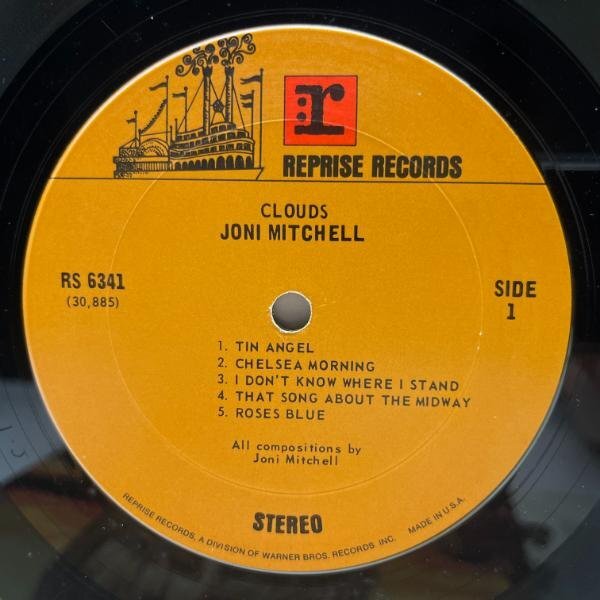 r:
REPRISE RECORDS
CLOUDS
JONI MITCHELL
RS 6341
(30,885)
SIDE
1
1. TIN ANGEL
2. CHELSEA MORNING
3. I DON'T KNOW WHERE I STAND
4. THAT SONG ABOUT THE MIDWAY
5. ROSES BLUE
All compositions by
Joni Mitchell
STEREO
REPRISE RECORDS, A DIVISION OF WARNER BROS. RECORDS INC. MADE IN U.S.A.